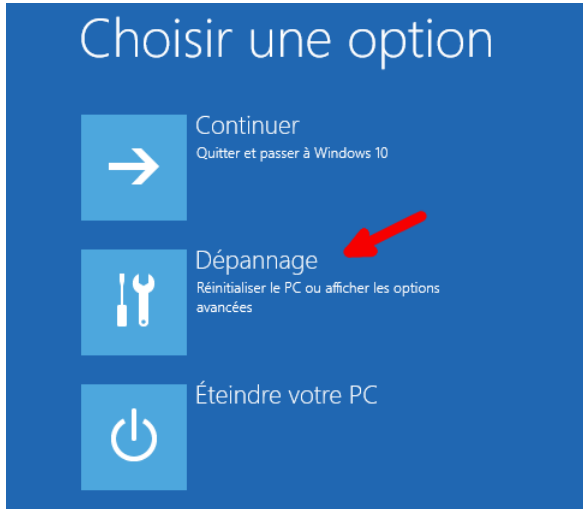 Choisir une option
Continuer
Quitter et passer à Windows 10
Dépannage
Réinitialiser le PC ou afficher les options
avancées
Éteindre votre PC